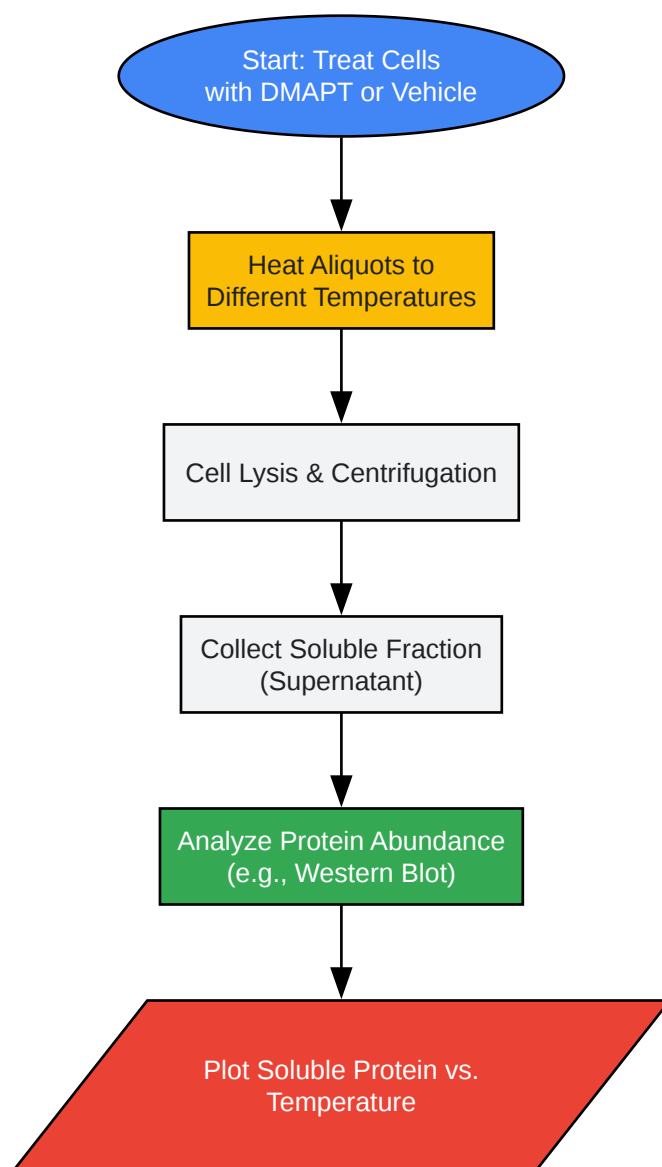 Start: Treat Cells
with DMAPT or Vehicle
Heat Aliquots to
Different Temperatures
Cell Lysis & Centrifugation
Collect Soluble Fraction
(Supernatant)
Analyze Protein Abundance
(e.g., Western Blot)
Plot Soluble Protein vs.
Temperature